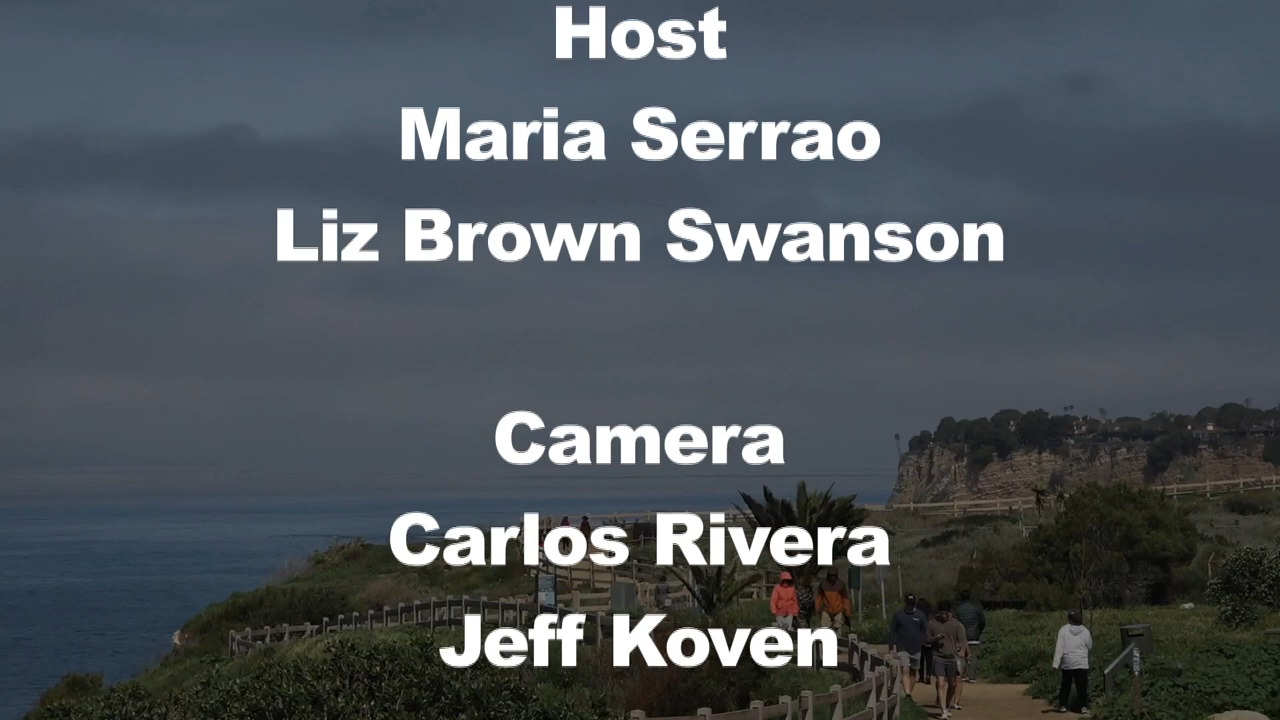 Host
Maria Serrao
Liz Brown Swanson
Camera
Carlos Rivera
Jeff Koven